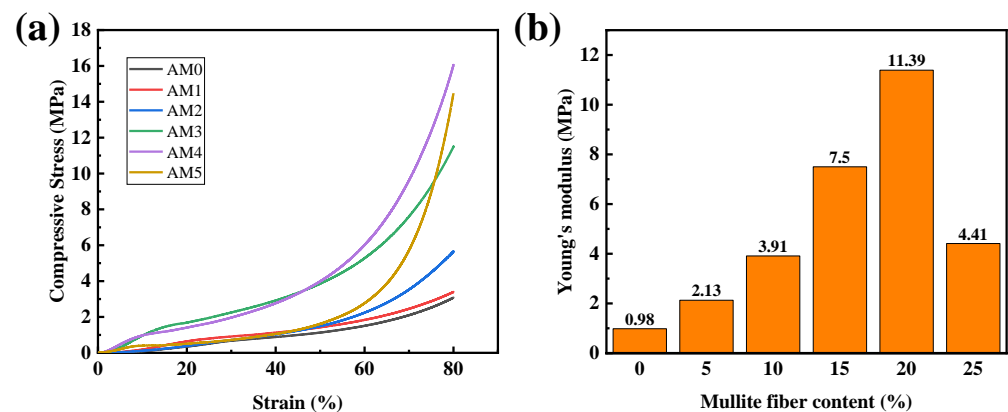 (a)
18
16
14
12
10
8
6
4
2
0
Compressive Stress (MPa)
AM0
AM1
AM2
AM3
AM4
AM5
0 20 40 60 80
Strain (%)
(b)
12
10
8
6
4
2
0
Young's modulus (MPa)
0.98
2.13
3.91
7.5
11.39
4.41
0 5 10 15 20 25
Mullite fiber content (%)